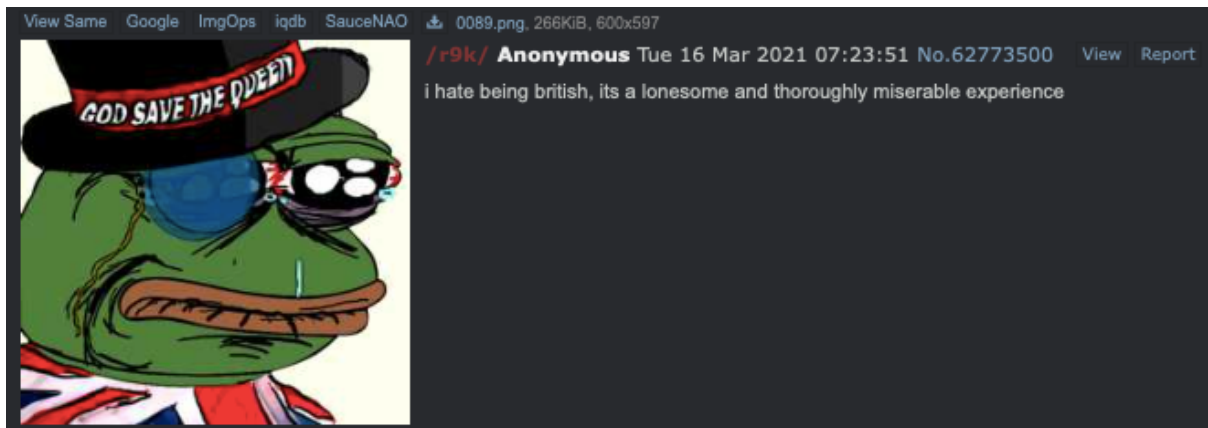 View Same Google ImgOps iqdb SauceNAO 0089.png, 266KiB, 600x597
/r9k/ Anonymous Tue 16 Mar 2021 07:23:51 No.62773500 View Report
i hate being british, its a lonesome and thoroughly miserable experience
GOD SAVE THE QUEEN